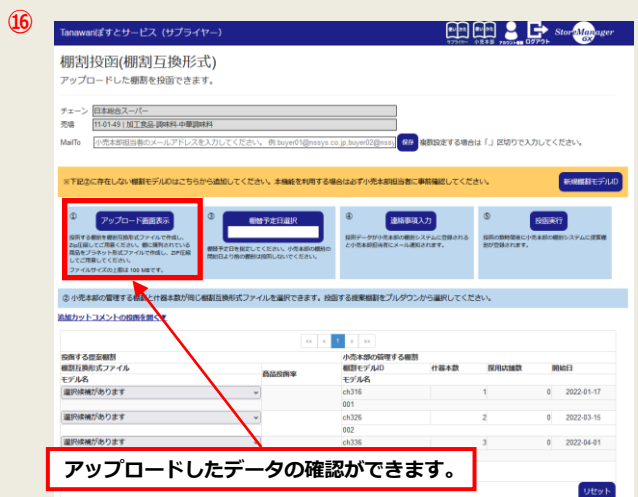 ⑯
Tanawariぽすとサービス（サプライヤー）
サプライヤー 小売本部 ログアウト StoreManager GX
棚割投函(棚割互換形式)
アップロードした棚割を投函できます。
チェーン 日本総合スーパー
売場 11-01-49 | 加工食品-調味料-中華調味料
MailTo 小売本部担当者のメールアドレスを入力してください。 例:buyer01@nssys.co.jp,buyer02@nssy 保存 複数設定する場合は「,」区切りで入力してください。
※下記②に存在しない棚割モデルIDはこちらから追加してください。本機能を利用する場合は必ず小売本部担当者に事前確認してください。 新規棚割モデルID
① アップロード画面表示
投函する棚割を棚割互換形式ファイルで作成し、
Zip圧縮してご用意ください。棚に陳列されている
商品をプラネット形式ファイルで作成し、ZIP圧縮
してご用意ください。
ファイルサイズの上限は 100 MBです。
③ 棚替予定日選択
棚替予定日を指定してください。小売本部の棚割の
開始日より前の棚割は投函しないでください。
④ 連絡事項入力
投函データが小売本部の棚割システムに登録される
と小売本部担当者にメール通知されます。
⑤ 投函実行
投函の数時間後に小売本部の棚割システムに提案棚
割が登録されます。
② 小売本部の管理する棚割と什器本数が同じ棚割互換形式ファイルを選択できます。投函する提案棚割をプルダウンから選択してください。
追加カットコメントの投函を開く▼
«« « 1 » »»
投函する提案棚割 小売本部の管理する棚割
棚割互換形式ファイル 商品投函率 棚割モデルID 什器本数 採用店舗数 開始日
モデル名 モデル名
選択候補があります ch316 1 0 2022-01-17
001
選択候補があります ch326 2 0 2022-03-15
002
選択候補があります ch336 3 0 2022-04-01
アップロードしたデータの確認ができます。
リセット